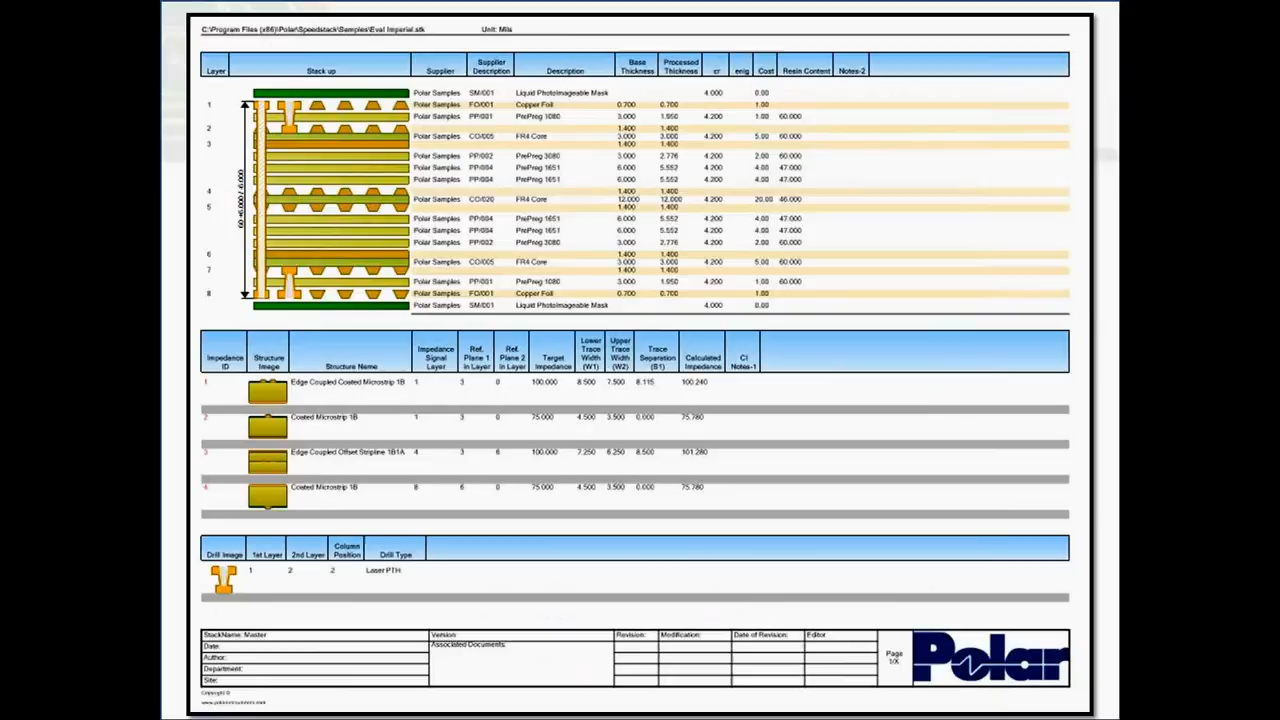 C:\Program Files (x86)\Polar\Speedstack\Samples\Eval Imperial.stk Unit: Mils
Layer Stack up Supplier Supplier Description Description Base Thickness Processed Thickness εr enig Cost Resin Content Notes-2
Polar Samples SM/001 Liquid PhotoImageable Mask 4.000 0.00
1 Polar Samples FO/001 Copper Foil 0.700 0.700 1.00
Polar Samples PP/001 PrePreg 1080 3.000 1.950 4.200 1.00 60.000
2 1.400 1.400
Polar Samples CO/005 FR4 Core 3.000 3.000 4.200 5.00 60.000
3 1.400 1.400
Polar Samples PP/002 PrePreg 3080 3.000 2.776 4.200 2.00 60.000
Polar Samples PP/004 PrePreg 1651 6.000 5.552 4.200 4.00 47.000
Polar Samples PP/004 PrePreg 1651 6.000 5.552 4.200 4.00 47.000
4 1.400 1.400
Polar Samples CO/020 FR4 Core 12.000 12.000 4.200 20.00 46.000
5 1.400 1.400
Polar Samples PP/004 PrePreg 1651 6.000 5.552 4.200 4.00 47.000
Polar Samples PP/004 PrePreg 1651 6.000 5.552 4.200 4.00 47.000
Polar Samples PP/002 PrePreg 3080 3.000 2.776 4.200 2.00 60.000
6 1.400 1.400
Polar Samples CO/005 FR4 Core 3.000 3.000 4.200 5.00 60.000
7 1.400 1.400
Polar Samples PP/001 PrePreg 1080 3.000 1.950 4.200 1.00 60.000
8 Polar Samples FO/001 Copper Foil 0.700 0.700 1.00
Polar Samples SM/001 Liquid PhotoImageable Mask 4.000 0.00
Impedance ID Structure Image Structure Name Impedance Signal Layer Ref. Plane 1 in Layer Ref. Plane 2 in Layer Target Impedance Lower Trace Width (W1) Upper Trace Width (W2) Trace Separation (S1) Calculated Impedance CI Notes-1
1 Edge Coupled Coated Microstrip 1B 1 3 0 100.000 8.500 7.500 8.115 100.240
2 Coated Microstrip 1B 1 3 0 75.000 4.500 3.500 0.000 75.780
3 Edge Coupled Offset Stripline 1B1A 4 3 6 100.000 7.250 6.250 8.500 101.280
4 Coated Microstrip 1B 8 6 0 75.000 4.500 3.500 0.000 75.780
Drill Image 1st Layer 2nd Layer Column Position Drill Type
1 2 2 Laser PTH
StackName: Master Version: Revision: Modification: Date of Revision: Editor
Date: Associated Documents:
Author:
Department:
Site:
Page 1/X
Polar
Copyright ©
www.polarinstruments.com